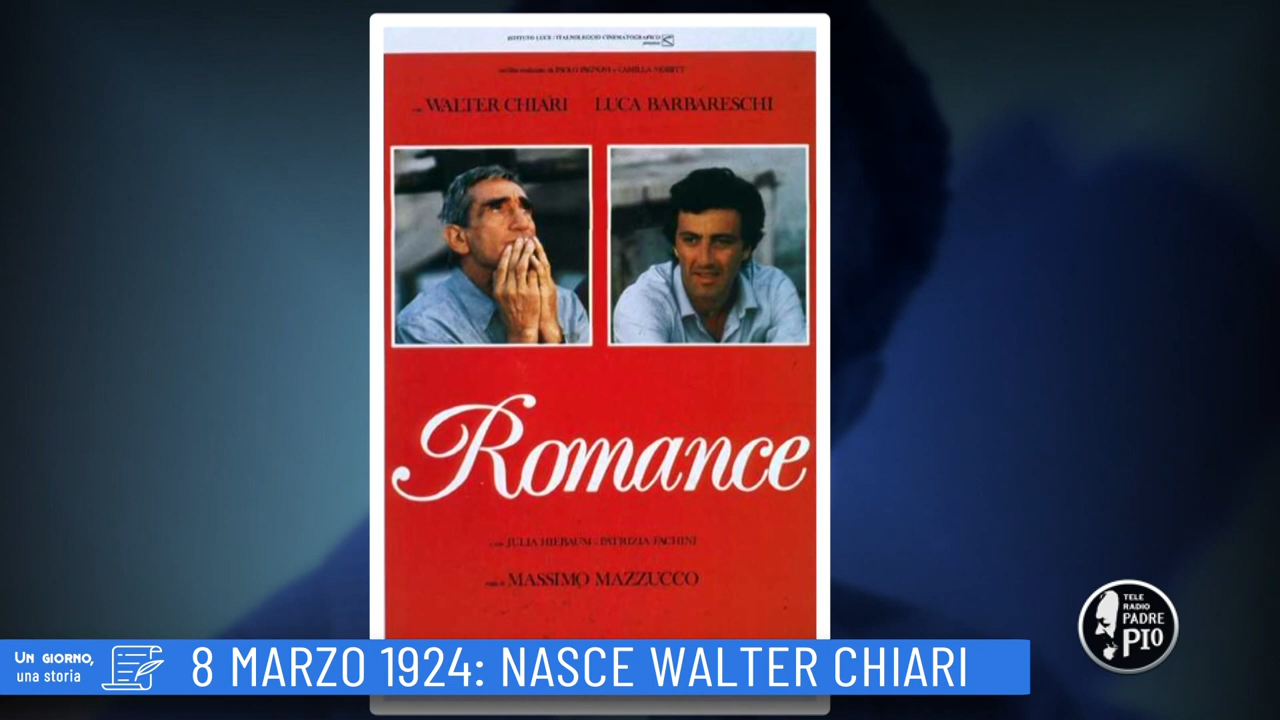 ISTITUTO LUCE / ITALNOLEGGIO CINEMATOGRAFICO
WALTER CHIARI LUCA BARBARESCHI
Romance
JULIA HIEBAUM e PATRIZIA FACHINI
MASSIMO MAZZUCCO
UN GIORNO,
una storia
8 MARZO 1924: NASCE WALTER CHIARI
TELE
RADIO
PADRE
PIO